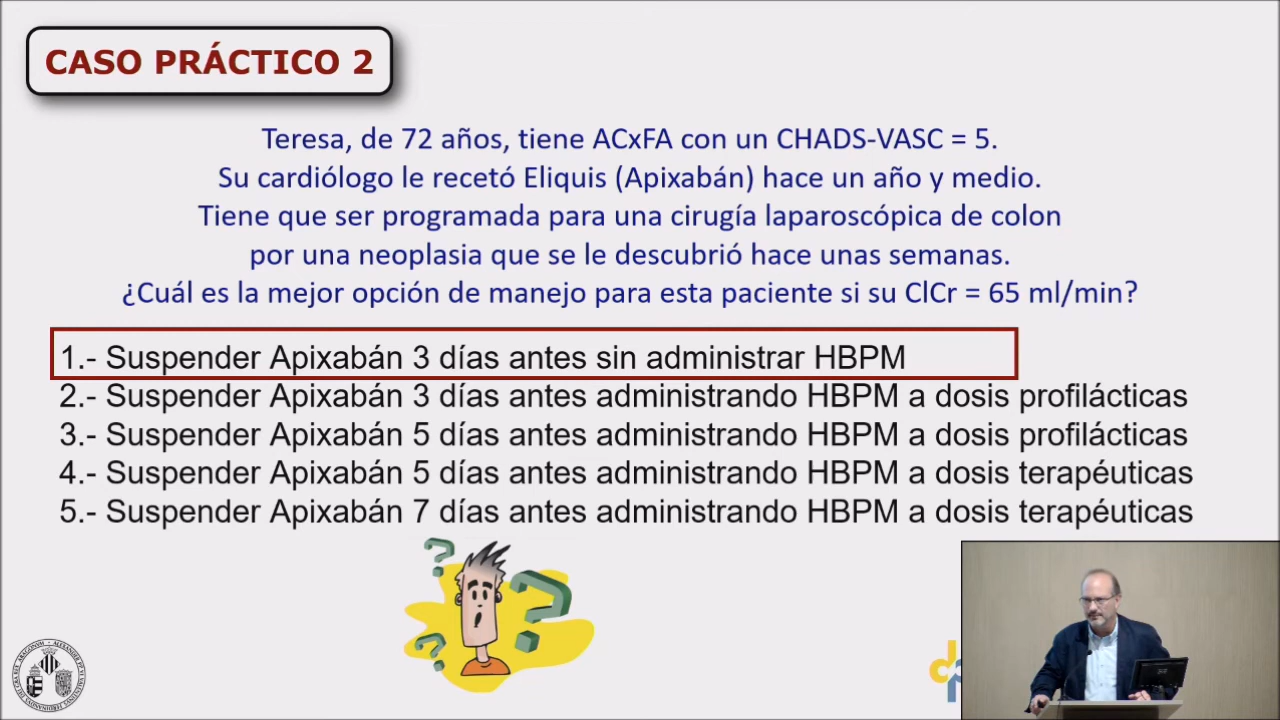 CASO PRÁCTICO 2
Teresa, de 72 años, tiene ACxFA con un CHADS-VASC = 5.
Su cardiólogo le recetó Eliquis (Apixabán) hace un año y medio.
Tiene que ser programada para una cirugía laparoscópica de colon
por una neoplasia que se le descubrió hace unas semanas.
¿Cuál es la mejor opción de manejo para esta paciente si su ClCr = 65 ml/min?
1.- Suspender Apixabán 3 días antes sin administrar HBPM
2.- Suspender Apixabán 3 días antes administrando HBPM a dosis profilácticas
3.- Suspender Apixabán 5 días antes administrando HBPM a dosis profilácticas
4.- Suspender Apixabán 5 días antes administrando HBPM a dosis terapéuticas
5.- Suspender Apixabán 7 días antes administrando HBPM a dosis terapéuticas